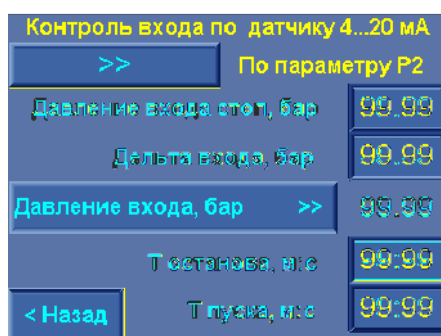 Контроль входа по датчику 4...20 мА
>> По параметру P2
Давление входа стоп, бар 99.99
Дельта входа, бар 99.99
Давление входа, бар >> 99.99
Т останова, м:с 99:99
< Назад Т пуска, м:с 99:99